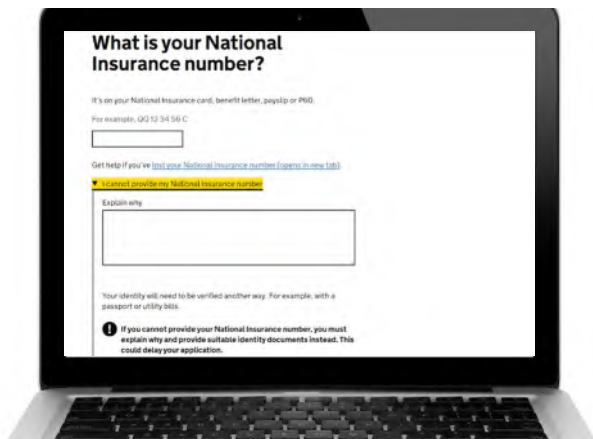 What is your National
Insurance number?
It's on your National Insurance card, benefit letter, payslip or P60.
For example, QQ 12 34 56 C
Get help if you've lost your National Insurance number (opens in new tab).
▼ I cannot provide my National Insurance number
Explain why
Your identity will need to be verified another way. For example, with a
passport or utility bills.
! If you cannot provide your National Insurance number, you must
explain why and provide suitable identity documents instead. This
could delay your application.